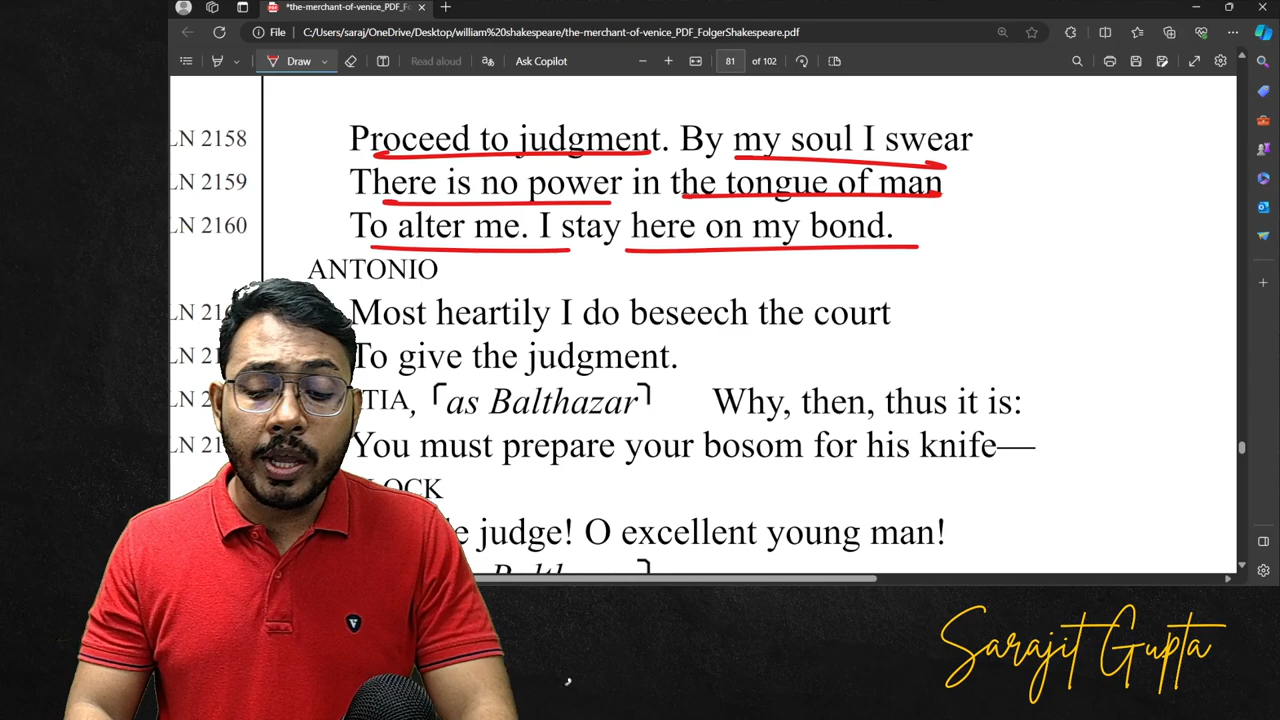 *the-merchant-of-venice_PDF_F
File
C:/Users/saraj/OneDrive/Desktop/william%20shakespeare/the-merchant-of-venice_PDF_FolgerShakespeare.pdf
Draw
Read aloud
Ask Copilot
81
of 102
LN 2158 Proceed to judgment. By my soul I swear
LN 2159 There is no power in the tongue of man
LN 2160 To alter me. I stay here on my bond.
ANTONIO
Most heartily I do beseech the court
To give the judgment.
TIA, ⌜as Balthazar⌝ Why, then, thus it is:
You must prepare your bosom for his knife—
LOCK
judge! O excellent young man!
Sarajit Gupta